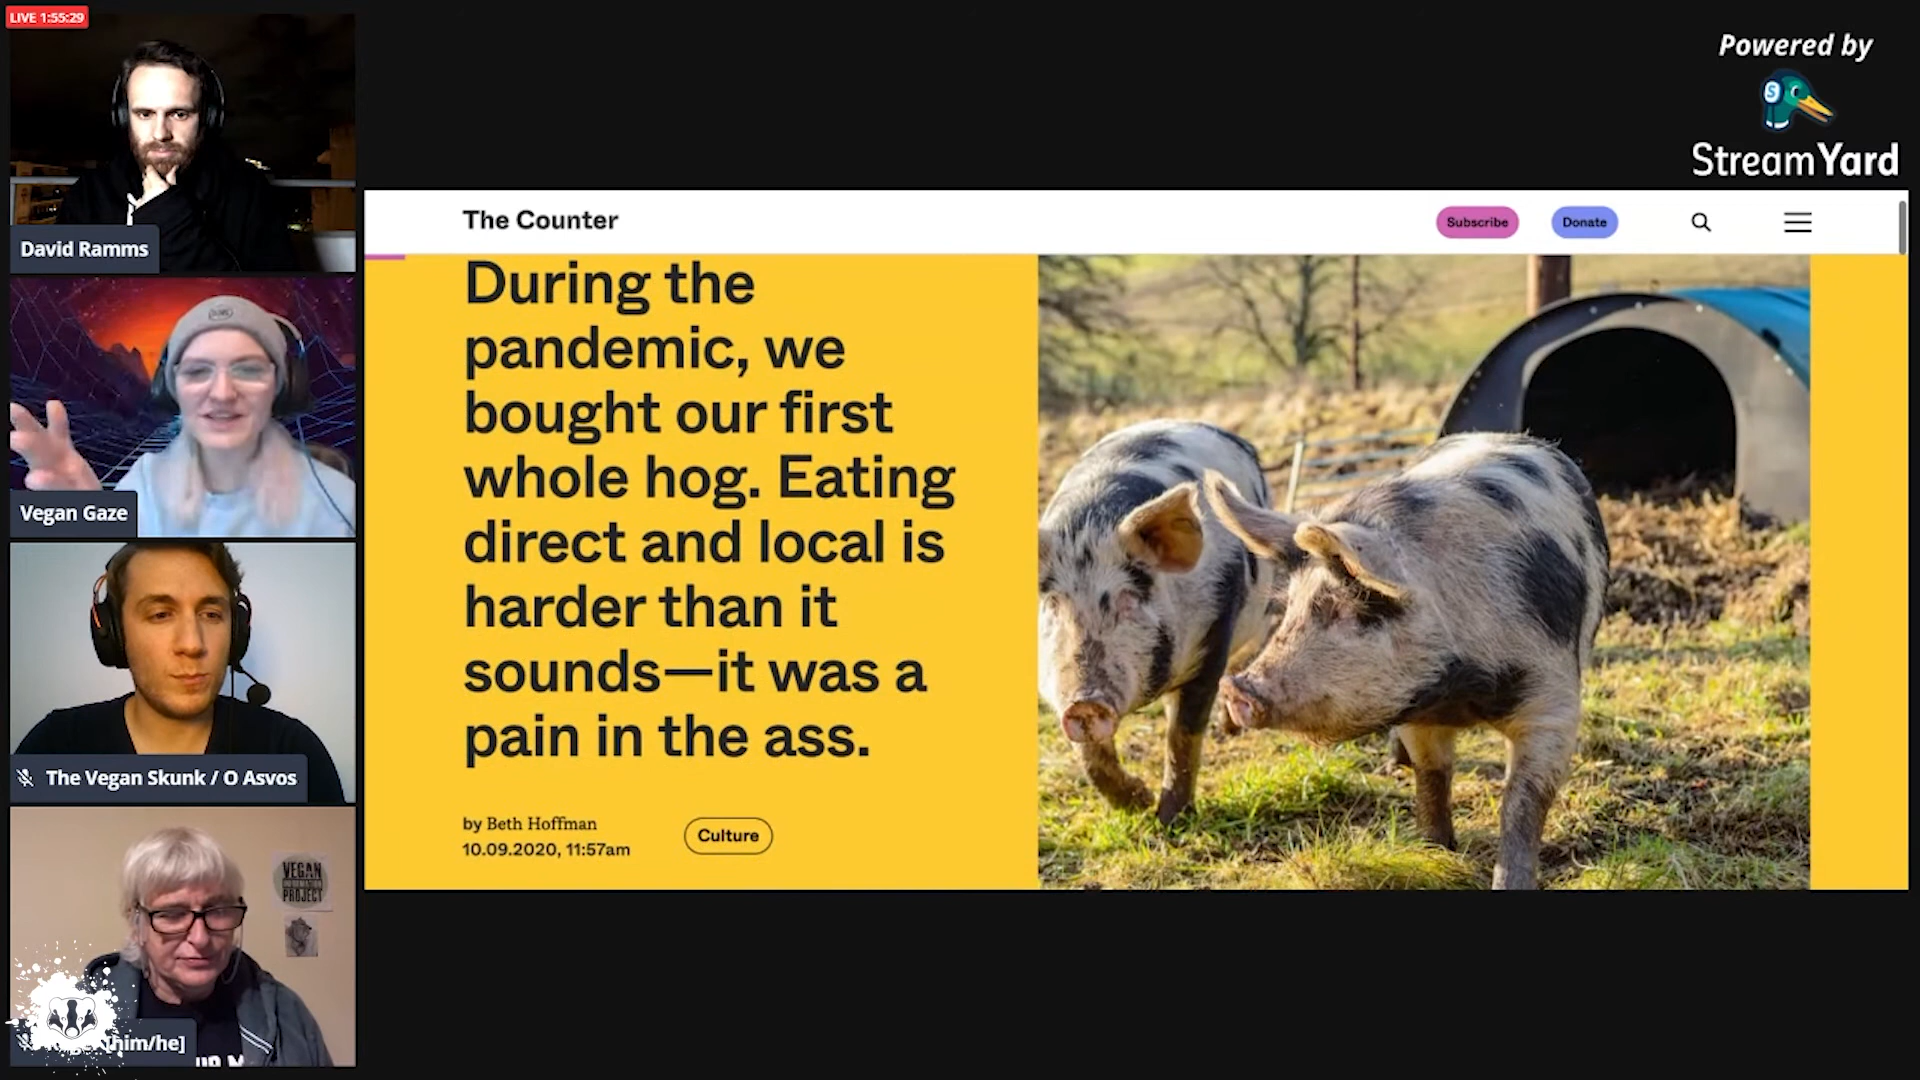 LIVE 1:55:29
Powered by
StreamYard
David Ramms
Vegan Gaze
The Vegan Skunk / O Asvos
VEGAN
PROJECT
him/he]
The Counter
Subscribe
Donate
During the
pandemic, we
bought our first
whole hog. Eating
direct and local is
harder than it
sounds—it was a
pain in the ass.
by Beth Hoffman
10.09.2020, 11:57am
Culture